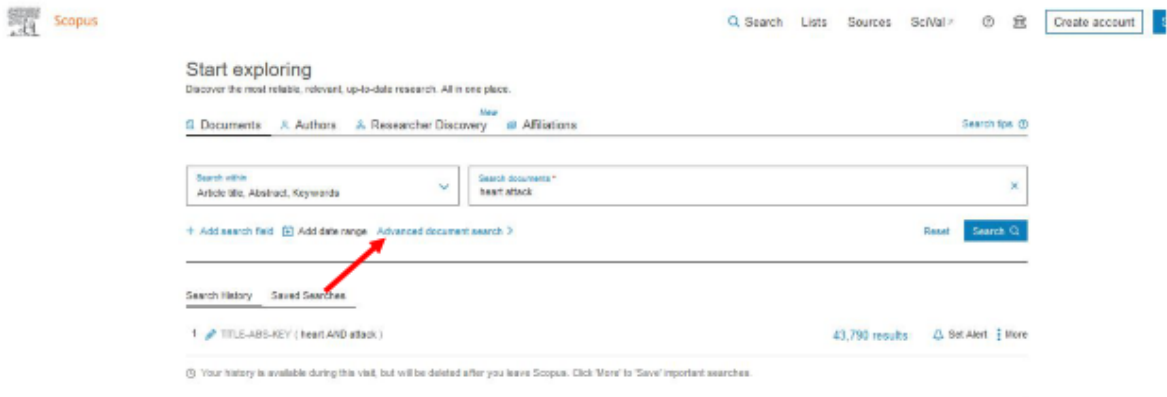 Scopus
Search Lists Sources SciVal Create account
Start exploring
Discover the most reliable, relevant, up-to-date research. All in one place.
New
Documents Authors Researcher Discovery Affiliations Search tips
Search within
Article title, Abstract, Keywords
Search documents *
heart attack
+ Add search field Add date range Advanced document search >
Reset Search
Search History Saved Searches
1 TITLE-ABS-KEY ( heart AND attack ) 43,790 results Set Alert More
Your history is available during this visit, but will be deleted after you leave Scopus. Click 'More' to 'Save' important searches.